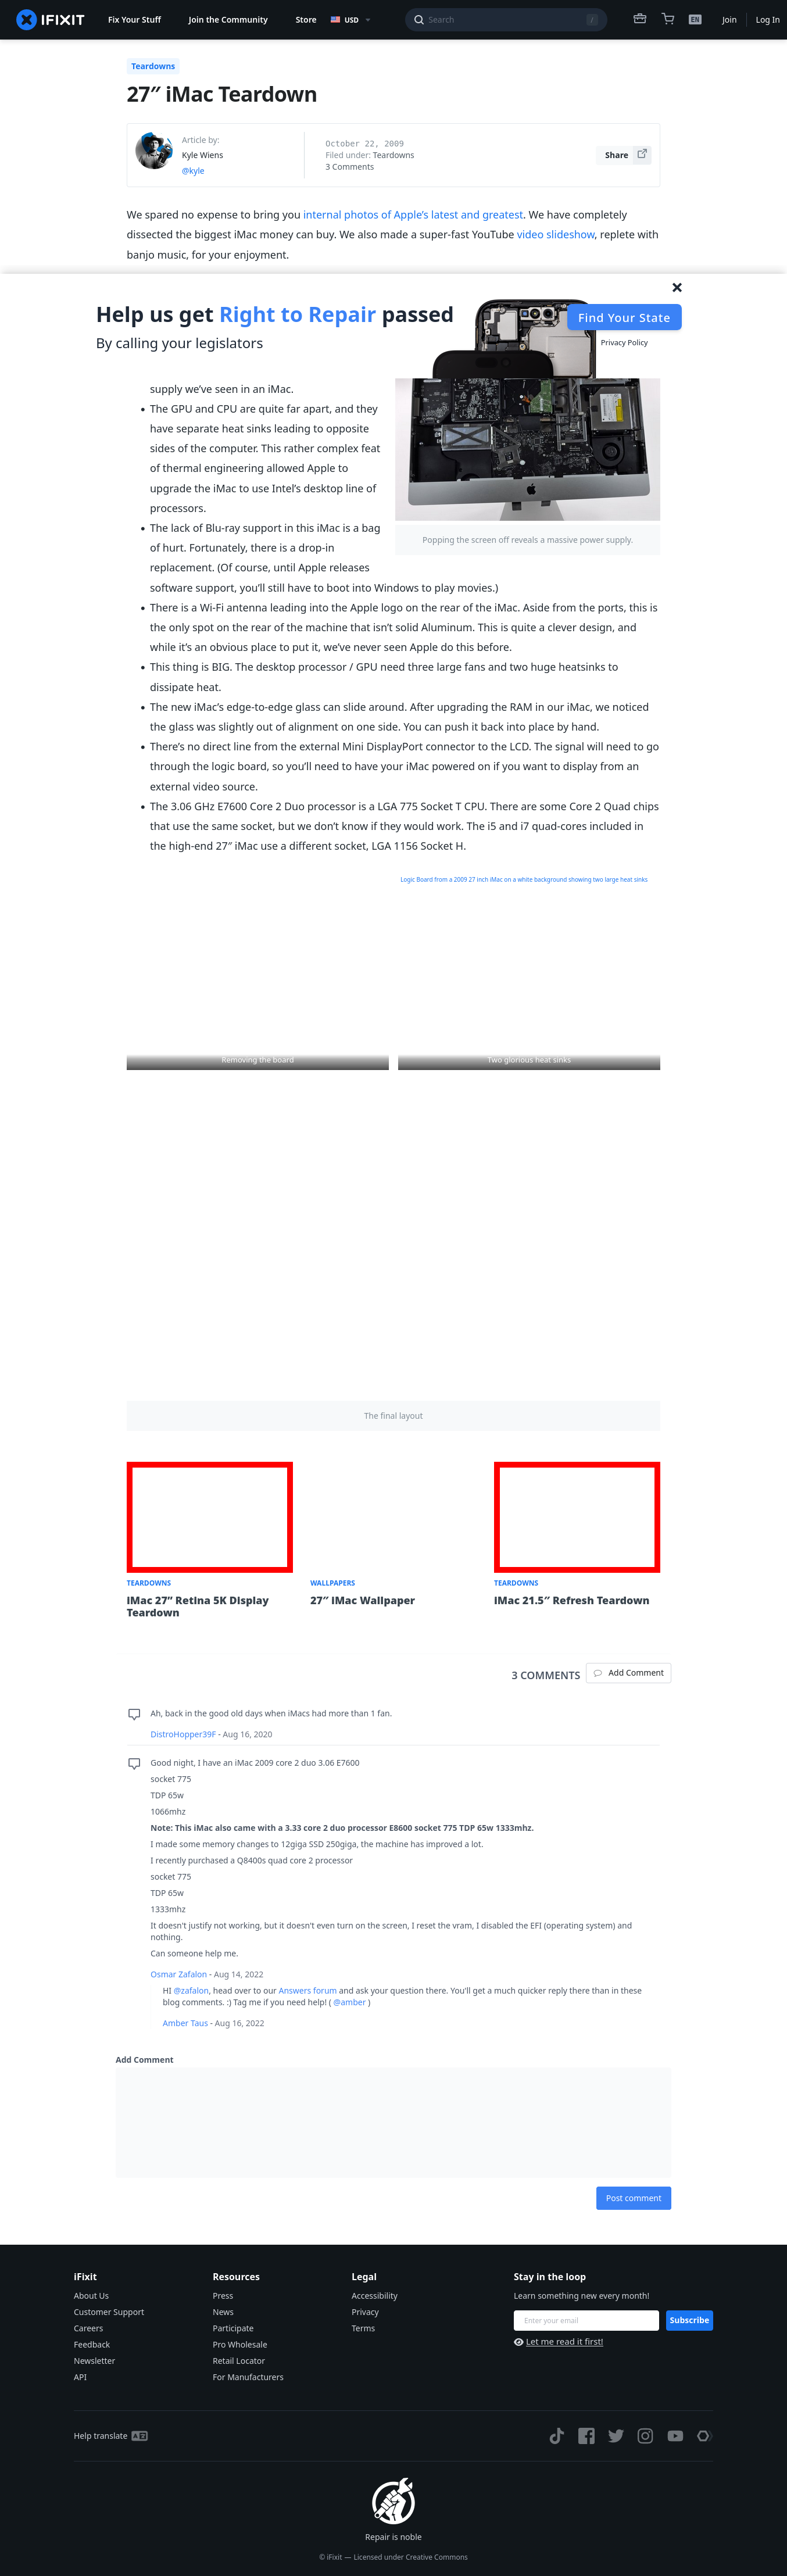 IFIXIT
Fix Your Stuff
Join the Community
Store
USD
Search
/
EN
Join
Log In
Teardowns
27″ iMac Teardown
Article by:
Kyle Wiens
@kyle
October 22, 2009
Filed under: Teardowns
3 Comments
Share
We spared no expense to bring you internal photos of Apple’s latest and greatest. We have completely
dissected the biggest iMac money can buy. We also made a super-fast YouTube video slideshow, replete with
banjo music, for your enjoyment.
Help us get Right to Repair passed
By calling your legislators
Find Your State
Privacy Policy
supply we’ve seen in an iMac.
The GPU and CPU are quite far apart, and they
have separate heat sinks leading to opposite
sides of the computer. This rather complex feat
of thermal engineering allowed Apple to
upgrade the iMac to use Intel’s desktop line of
processors.
Popping the screen off reveals a massive power supply.
The lack of Blu-ray support in this iMac is a bag
of hurt. Fortunately, there is a drop-in
replacement. (Of course, until Apple releases
software support, you’ll still have to boot into Windows to play movies.)
There is a Wi-Fi antenna leading into the Apple logo on the rear of the iMac. Aside from the ports, this is
the only spot on the rear of the machine that isn’t solid Aluminum. This is quite a clever design, and
while it’s an obvious place to put it, we’ve never seen Apple do this before.
This thing is BIG. The desktop processor / GPU need three large fans and two huge heatsinks to
dissipate heat.
The new iMac’s edge-to-edge glass can slide around. After upgrading the RAM in our iMac, we noticed
the glass was slightly out of alignment on one side. You can push it back into place by hand.
There’s no direct line from the external Mini DisplayPort connector to the LCD. The signal will need to go
through the logic board, so you’ll need to have your iMac powered on if you want to display from an
external video source.
The 3.06 GHz E7600 Core 2 Duo processor is a LGA 775 Socket T CPU. There are some Core 2 Quad chips
that use the same socket, but we don’t know if they would work. The i5 and i7 quad-cores included in
the high-end 27″ iMac use a different socket, LGA 1156 Socket H.
Logic Board from a 2009 27 inch iMac on a white background showing two large heat sinks
Removing the board
Two glorious heat sinks
The final layout
TEARDOWNS
iMac 27” Retina 5K Display
Teardown
WALLPAPERS
27″ iMac Wallpaper
TEARDOWNS
iMac 21.5″ Refresh Teardown
3 COMMENTS
Add Comment
Ah, back in the good old days when iMacs had more than 1 fan.
DistroHopper39F - Aug 16, 2020
Good night, I have an iMac 2009 core 2 duo 3.06 E7600
socket 775
TDP 65w
1066mhz
Note: This iMac also came with a 3.33 core 2 duo processor E8600 socket 775 TDP 65w 1333mhz.
I made some memory changes to 12giga SSD 250giga, the machine has improved a lot.
I recently purchased a Q8400s quad core 2 processor
socket 775
TDP 65w
1333mhz
It doesn't justify not working, but it doesn't even turn on the screen, I reset the vram, I disabled the EFI (operating system) and
nothing.
Can someone help me.
Osmar Zafalon - Aug 14, 2022
HI @zafalon, head over to our Answers forum and ask your question there. You'll get a much quicker reply there than in these
blog comments. :) Tag me if you need help! ( @amber )
Amber Taus - Aug 16, 2022
Add Comment
Post comment
iFixit
About Us
Customer Support
Careers
Feedback
Newsletter
API
Resources
Press
News
Participate
Pro Wholesale
Retail Locator
For Manufacturers
Legal
Accessibility
Privacy
Terms
Stay in the loop
Learn something new every month!
Enter your email
Subscribe
Let me read it first!
Help translate
Repair is noble
© iFixit — Licensed under Creative Commons